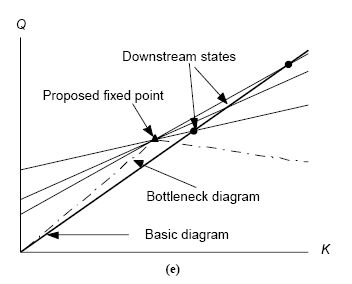 Q
Downstream states
Proposed fixed point
Bottleneck diagram
Basic diagram
K
(e)